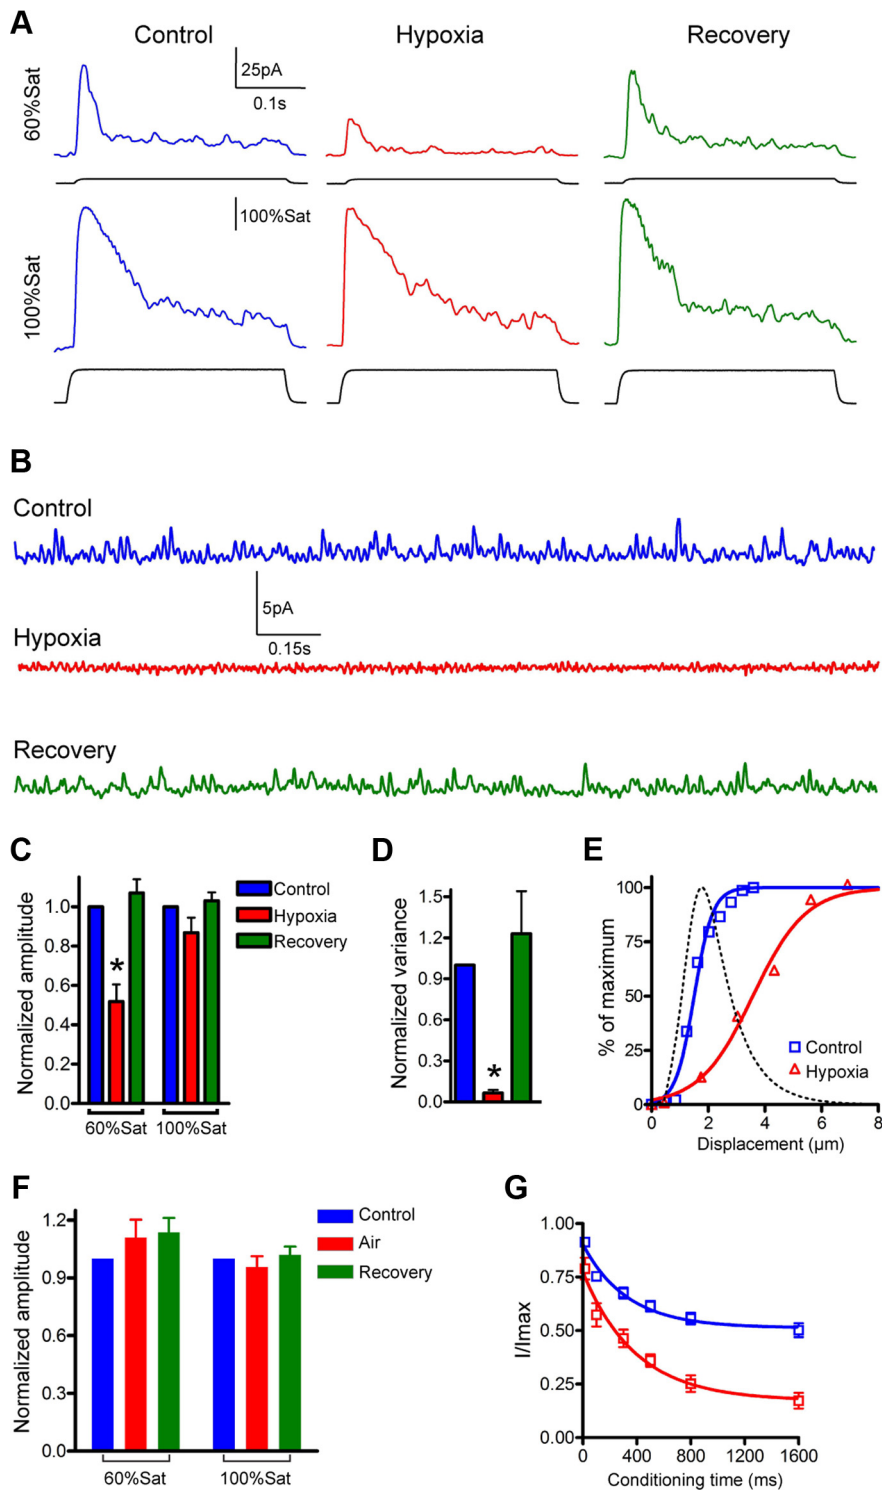 A
Control
Hypoxia
Recovery
60%Sat
25pA
0.1s
100%Sat
100%Sat
B
Control
5pA
0.15s
Hypoxia
Recovery
C
Normalized amplitude
1.0
0.8
0.6
0.4
0.2
0.0
*
Control
Hypoxia
Recovery
60%Sat
100%Sat
D
Normalized variance
1.5
1.2
0.9
0.6
0.3
0.0
*
E
% of maximum
100
75
50
25
0
Control
Hypoxia
0 2 4 6 8
Displacement (µm)
F
Normalized amplitude
1.2
0.9
0.6
0.3
0.0
Control
Air
Recovery
60%Sat
100%Sat
G
I/Imax
1.00
0.75
0.50
0.25
0.00
0 400 800 1200 1600
Conditioning time (ms)